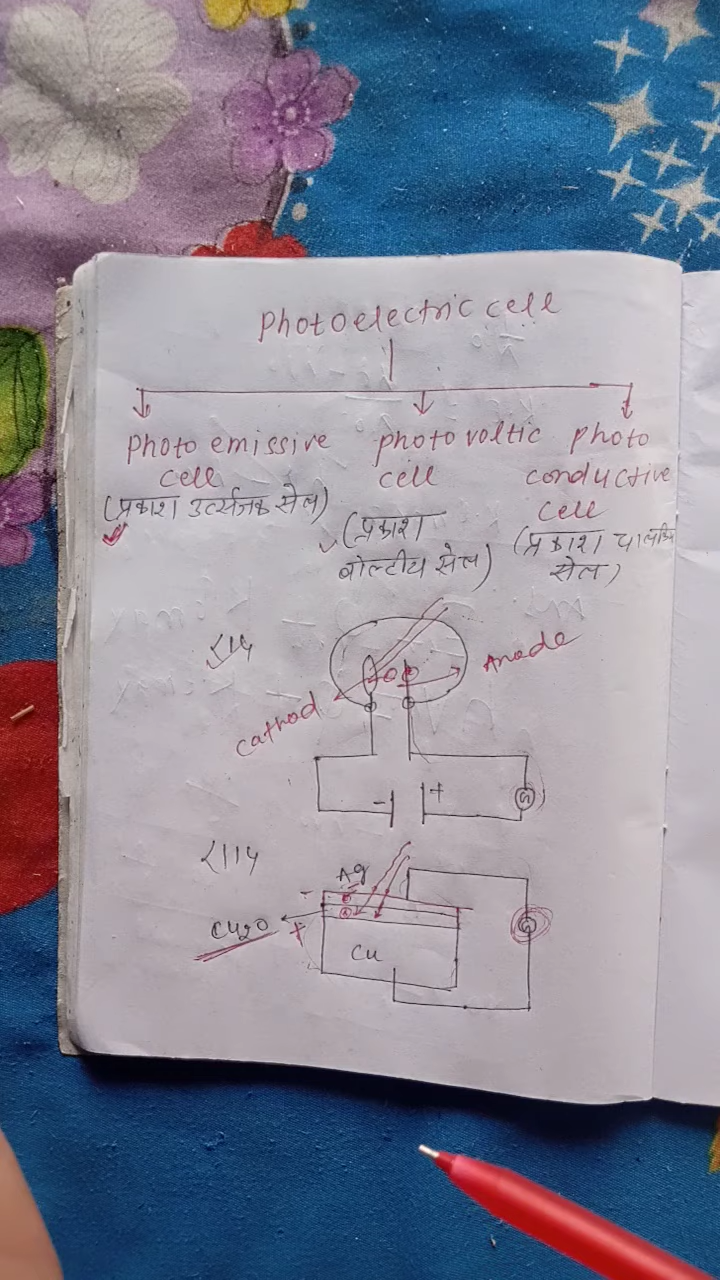 photoelectric cell
photo emissive photo voltic photo
cell cell conductive
(प्रकाश उत्सर्जक सेल) cell
(प्रकाश (प्रकाश चालकीय
वोल्टीय सेल) सेल)
Anode
cathod
- +
G
Ag
-
Cu2O + G
Cu